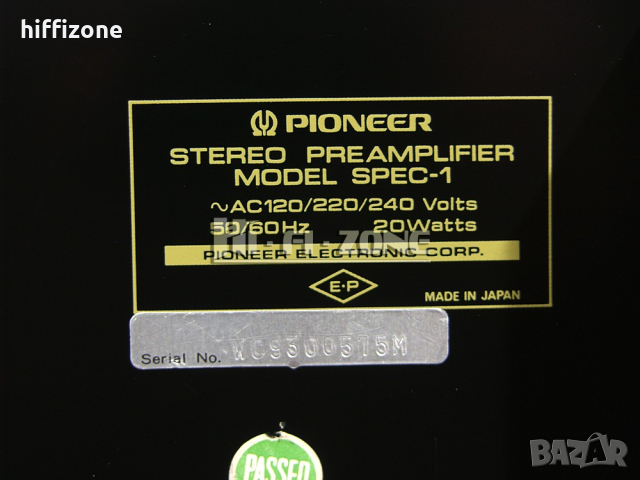 hiffizone
PIONEER
STEREO PREAMPLIFIER
MODEL SPEC-1
~AC120/220/240 Volts
50/60Hz 20Watts
HI-FI-ZONE
PIONEER ELECTRONIC CORP.
E-P
MADE IN JAPAN
Serial No. WC9300575M
PASSED
BAZAR